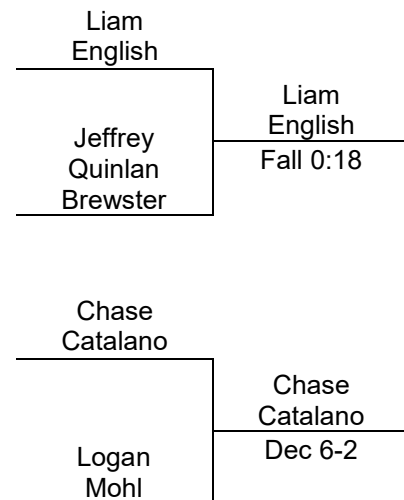 Liam
English
Jeffrey
Quinlan
Brewster
Liam
English
Fall 0:18
Chase
Catalano
Logan
Mohl
Chase
Catalano
Dec 6-2